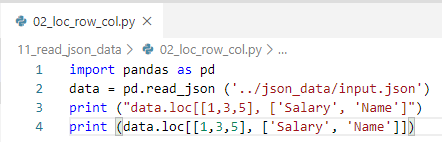 02_loc_row_col.py ×
11_read_json_data > 02_loc_row_col.py > ...
1 import pandas as pd
2 data = pd.read_json ('../json_data/input.json')
3 print ("data.loc[[1,3,5], ['Salary', 'Name']")
4 print (data.loc[[1,3,5], ['Salary', 'Name']])